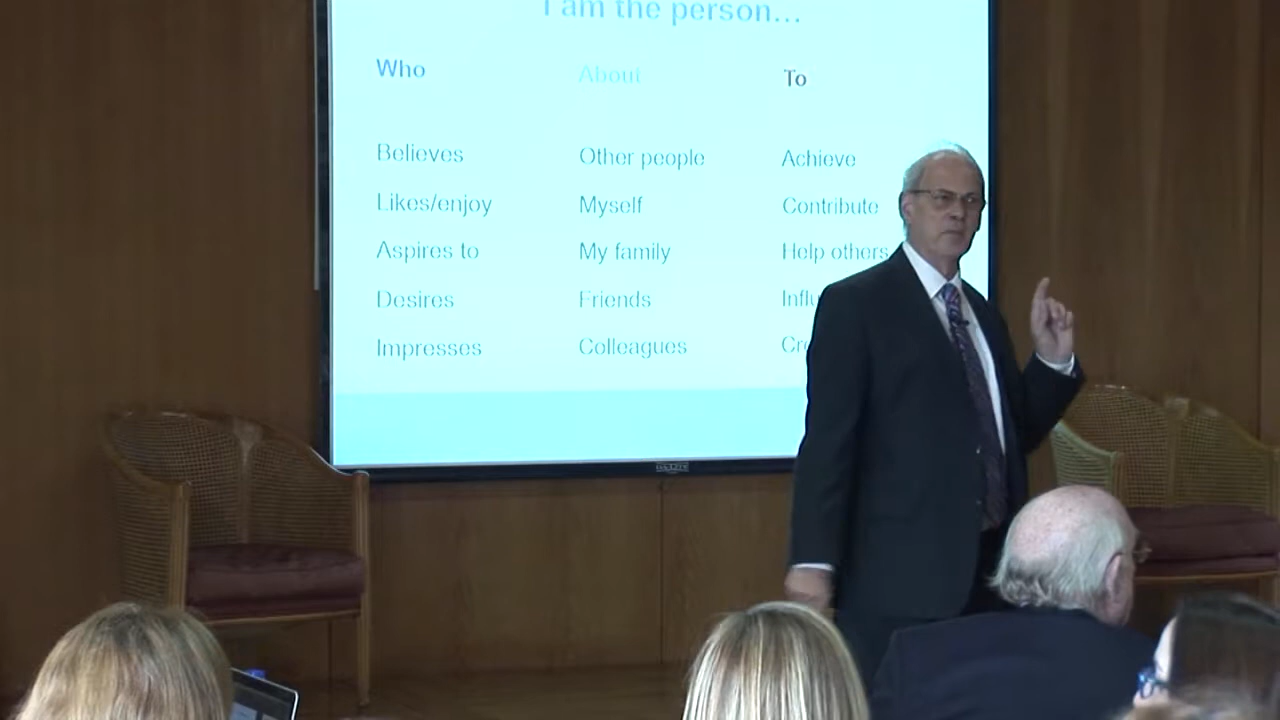 I am the person...
Who About To
Believes Other people Achieve
Likes/enjoy Myself Contribute
Aspires to My family Help others
Desires Friends
Impresses Colleagues